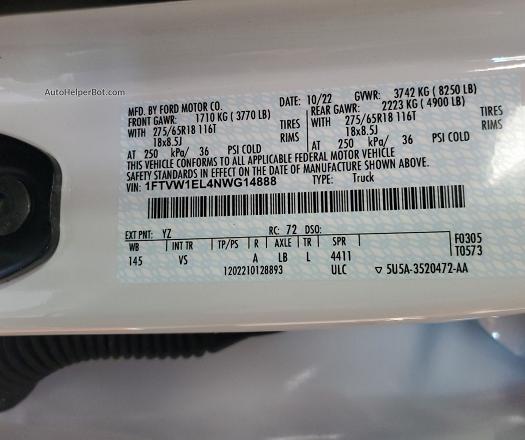 AutoHelperBot.com
MFD. BY FORD MOTOR CO. DATE: 10/22 GVWR: 3742 KG ( 8250 LB)
FRONT GAWR: 1710 KG ( 3770 LB) REAR GAWR: 2223 KG ( 4900 LB)
WITH 275/65R18 116T TIRES WITH 275/65R18 116T TIRES
18x8.5J RIMS 18x8.5J RIMS
AT 250 kPa/ 36 PSI COLD AT 250 kPa/ 36 PSI COLD
THIS VEHICLE CONFORMS TO ALL APPLICABLE FEDERAL MOTOR VEHICLE
SAFETY STANDARDS IN EFFECT ON THE DATE OF MANUFACTURE SHOWN ABOVE.
VIN: 1FTVW1EL4NWG14888 TYPE: Truck
EXT PNT: YZ RC: 72 DSO: F0305
WB INT TR TP/PS R AXLE TR SPR T0573
145 VS A LB L 4411
1202210128893 ULC ▽ 5U5A-3520472-AA